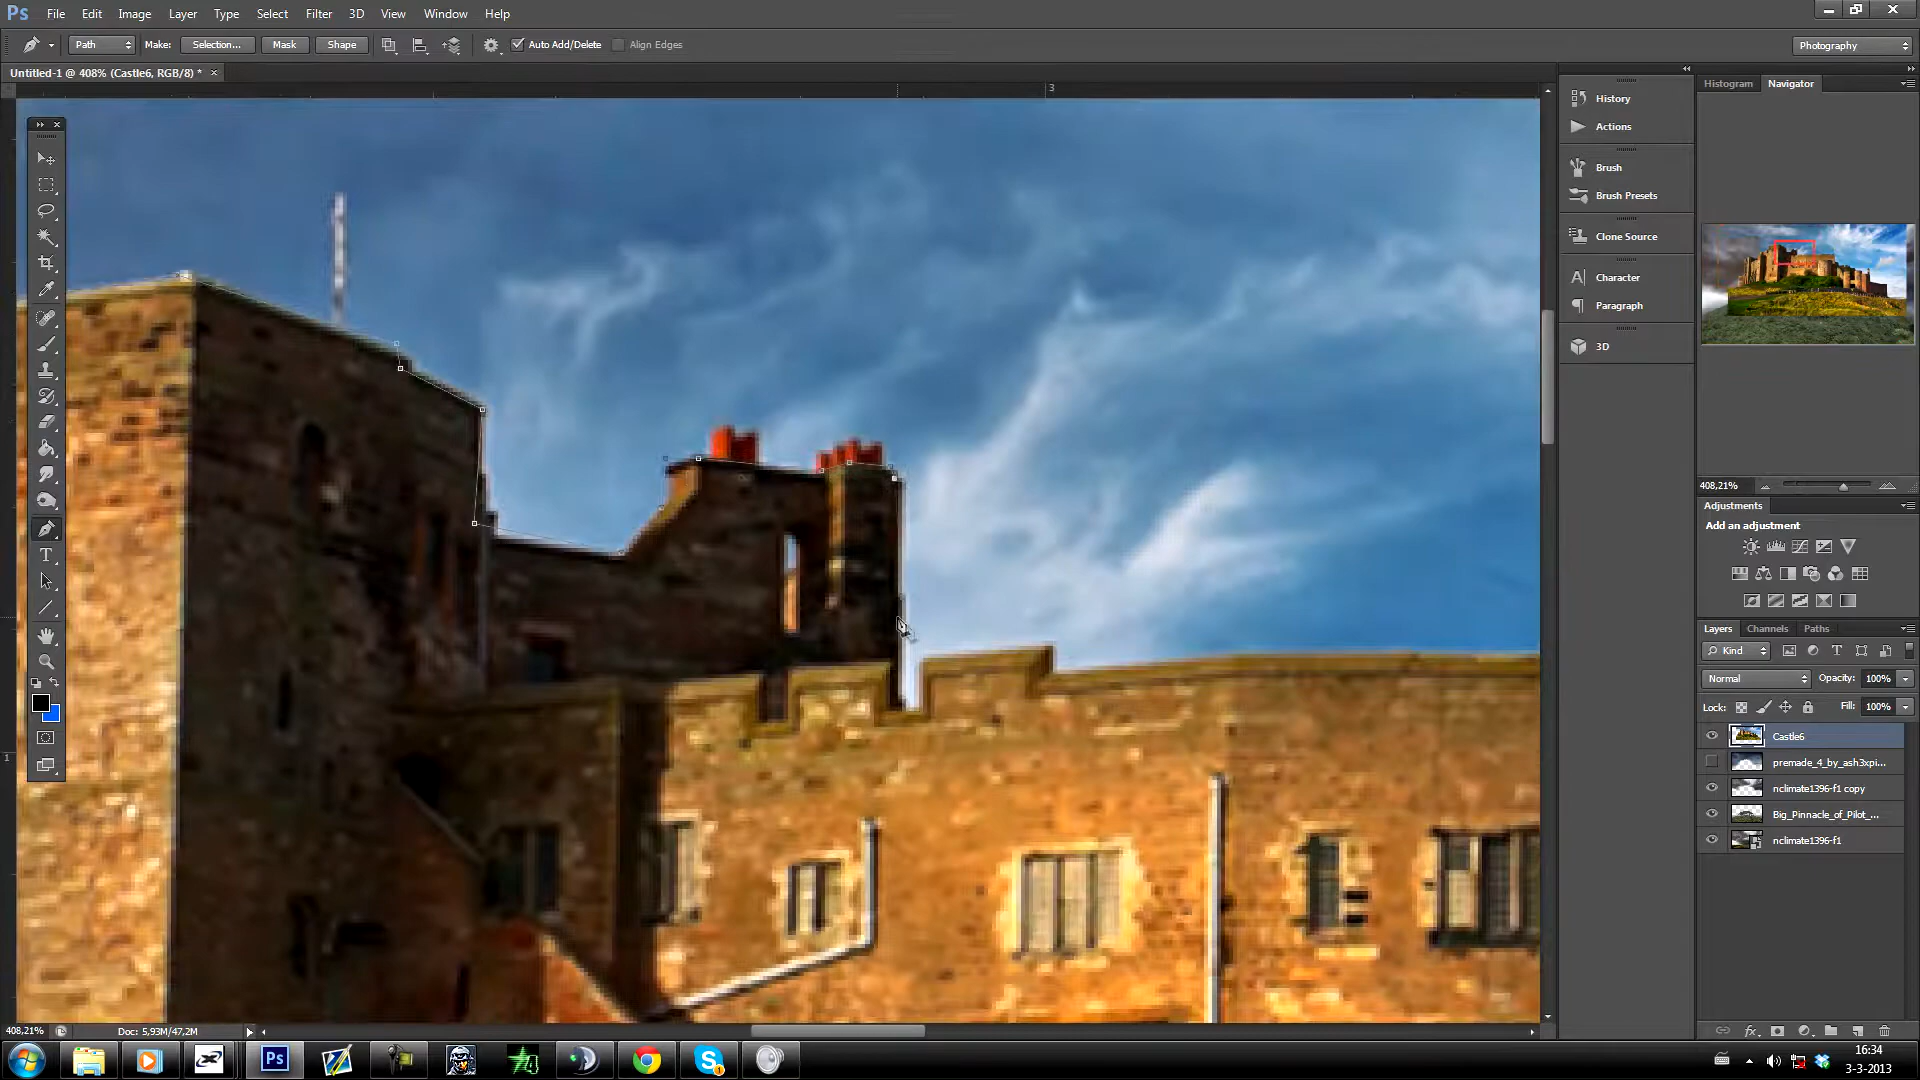 Ps File Edit Image Layer Type Select Filter 3D View Window Help
Path Make: Selection... Mask Shape Auto Add/Delete Align Edges Photography
Untitled-1 @ 408% (Castle6, RGB/8) *
3
1
History
Actions
Brush
Brush Presets
Clone Source
Character
Paragraph
3D
Histogram Navigator
408,21%
Adjustments
Add an adjustment
Layers Channels Paths
Kind
Normal Opacity: 100%
Lock: Fill: 100%
Castle6
premade_4_by_ash3xpi...
nclimate1396-f1 copy
Big_Pinnacle_of_Pilot_...
nclimate1396-f1
fx
408,21% Doc: 5,93M/47,2M
Ps
16:34
3-3-2013